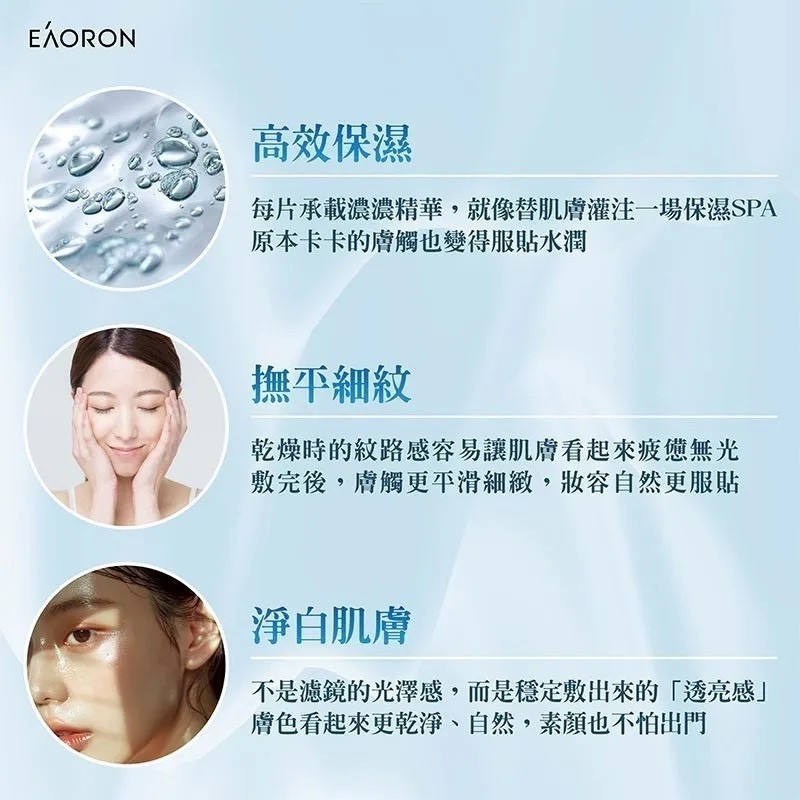 EÁORON
高效保濕
每片承載濃濃精華，就像替肌膚灌注一場保濕SPA
原本卡卡的膚觸也變得服貼水潤
撫平細紋
乾燥時的紋路感容易讓肌膚看起來疲憊無光
敷完後，膚觸更平滑細緻，妝容自然更服貼
淨白肌膚
不是濾鏡的光澤感，而是穩定敷出來的「透亮感」
膚色看起來更乾淨、自然，素顏也不怕出門